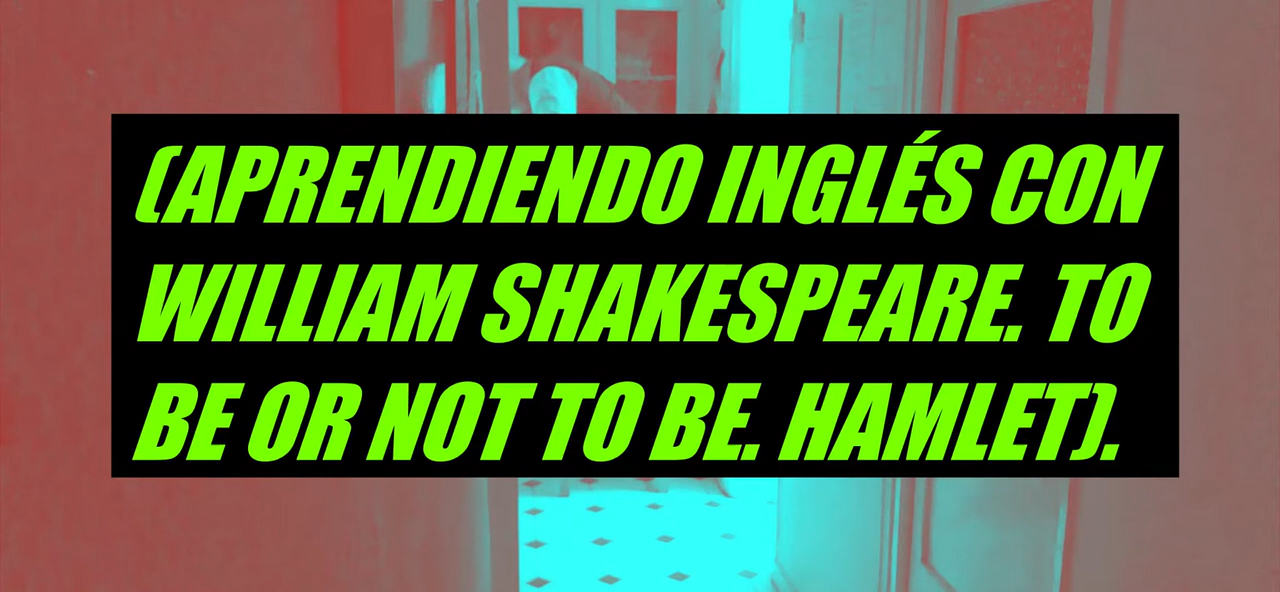 (APRENDIENDO INGLÉS CON
WILLIAM SHAKESPEARE. TO
BE OR NOT TO BE. HAMLET).